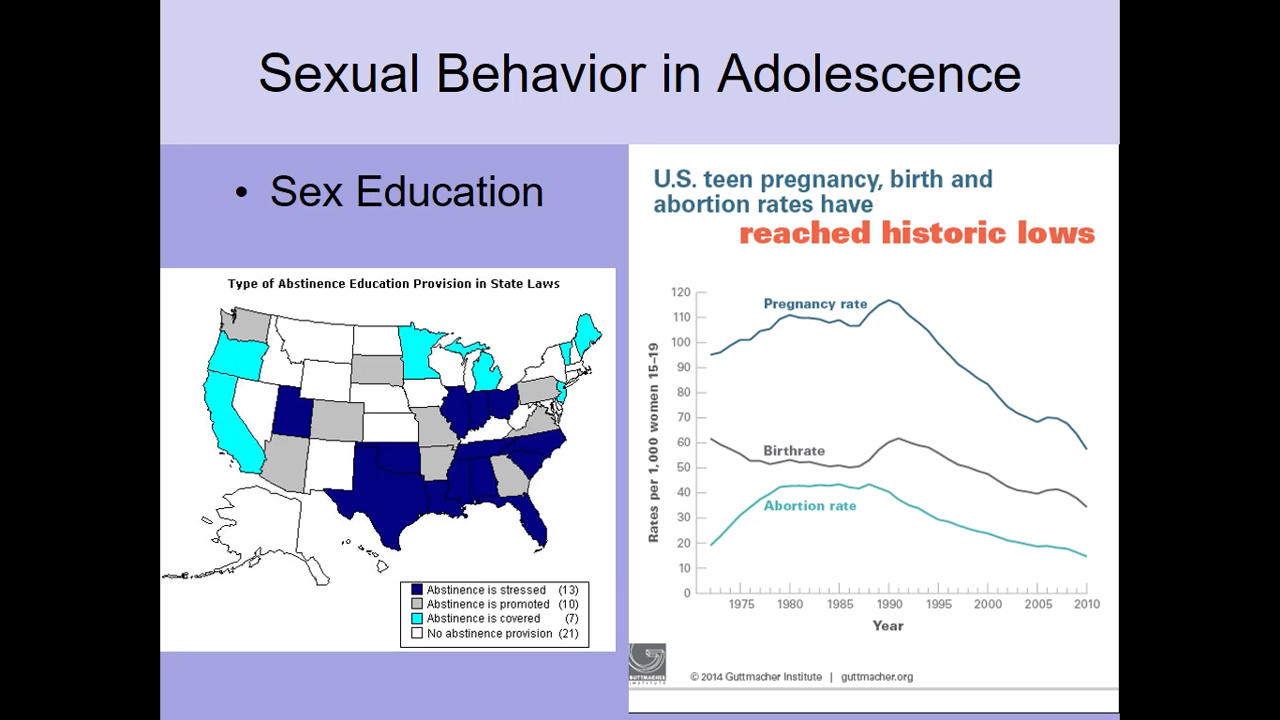 Sexual Behavior in Adolescence
• Sex Education
Type of Abstinence Education Provision in State Laws
Abstinence is stressed (13)
Abstinence is promoted (10)
Abstinence is covered (7)
No abstinence provision (21)
U.S. teen pregnancy, birth and
abortion rates have
reached historic lows
Rates per 1,000 women 15–19
120
110
100
90
80
70
60
50
40
30
20
10
0
Pregnancy rate
Birthrate
Abortion rate
1975 1980 1985 1990 1995 2000 2005 2010
Year
GUTTMACHER
INSTITUTE
© 2014 Guttmacher Institute | guttmacher.org